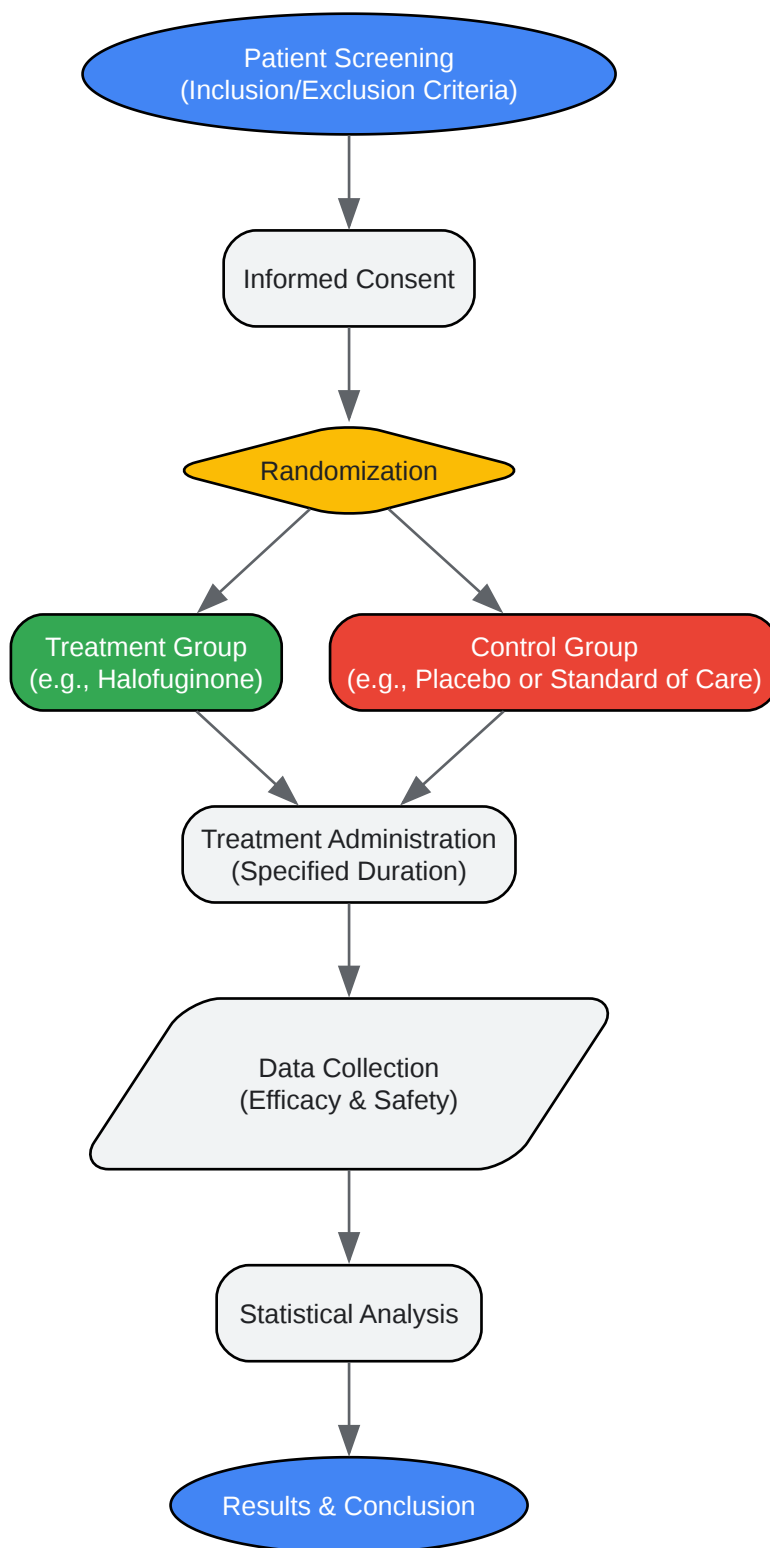 Patient Screening
(Inclusion/Exclusion Criteria)
Informed Consent
Randomization
Treatment Group
(e.g., Halofuginone)
Control Group
(e.g., Placebo or Standard of Care)
Treatment Administration
(Specified Duration)
Data Collection
(Efficacy & Safety)
Statistical Analysis
Results & Conclusion